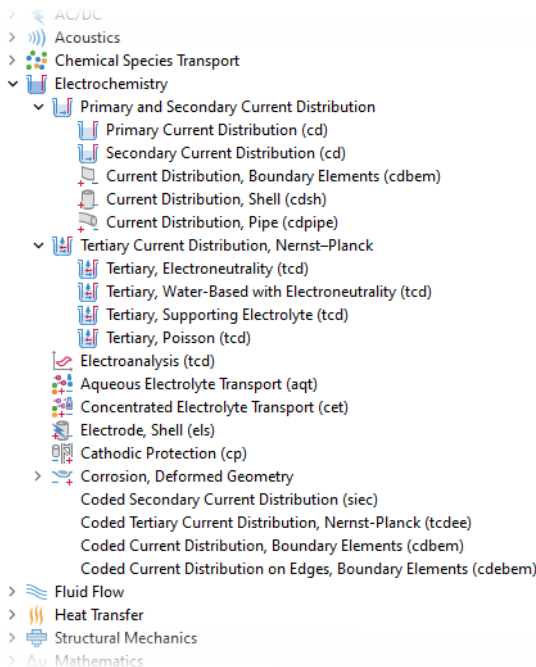 AC/DC
Acoustics
Chemical Species Transport
Electrochemistry
Primary and Secondary Current Distribution
Primary Current Distribution (cd)
Secondary Current Distribution (cd)
Current Distribution, Boundary Elements (cdbem)
Current Distribution, Shell (cdsh)
Current Distribution, Pipe (cdpipe)
Tertiary Current Distribution, Nernst–Planck
Tertiary, Electroneutrality (tcd)
Tertiary, Water-Based with Electroneutrality (tcd)
Tertiary, Supporting Electrolyte (tcd)
Tertiary, Poisson (tcd)
Electroanalysis (tcd)
Aqueous Electrolyte Transport (aqt)
Concentrated Electrolyte Transport (cet)
Electrode, Shell (els)
Cathodic Protection (cp)
Corrosion, Deformed Geometry
Coded Secondary Current Distribution (siec)
Coded Tertiary Current Distribution, Nernst-Planck (tcdee)
Coded Current Distribution, Boundary Elements (cdbem)
Coded Current Distribution on Edges, Boundary Elements (cdebem)
Fluid Flow
Heat Transfer
Structural Mechanics
Δu Mathematics